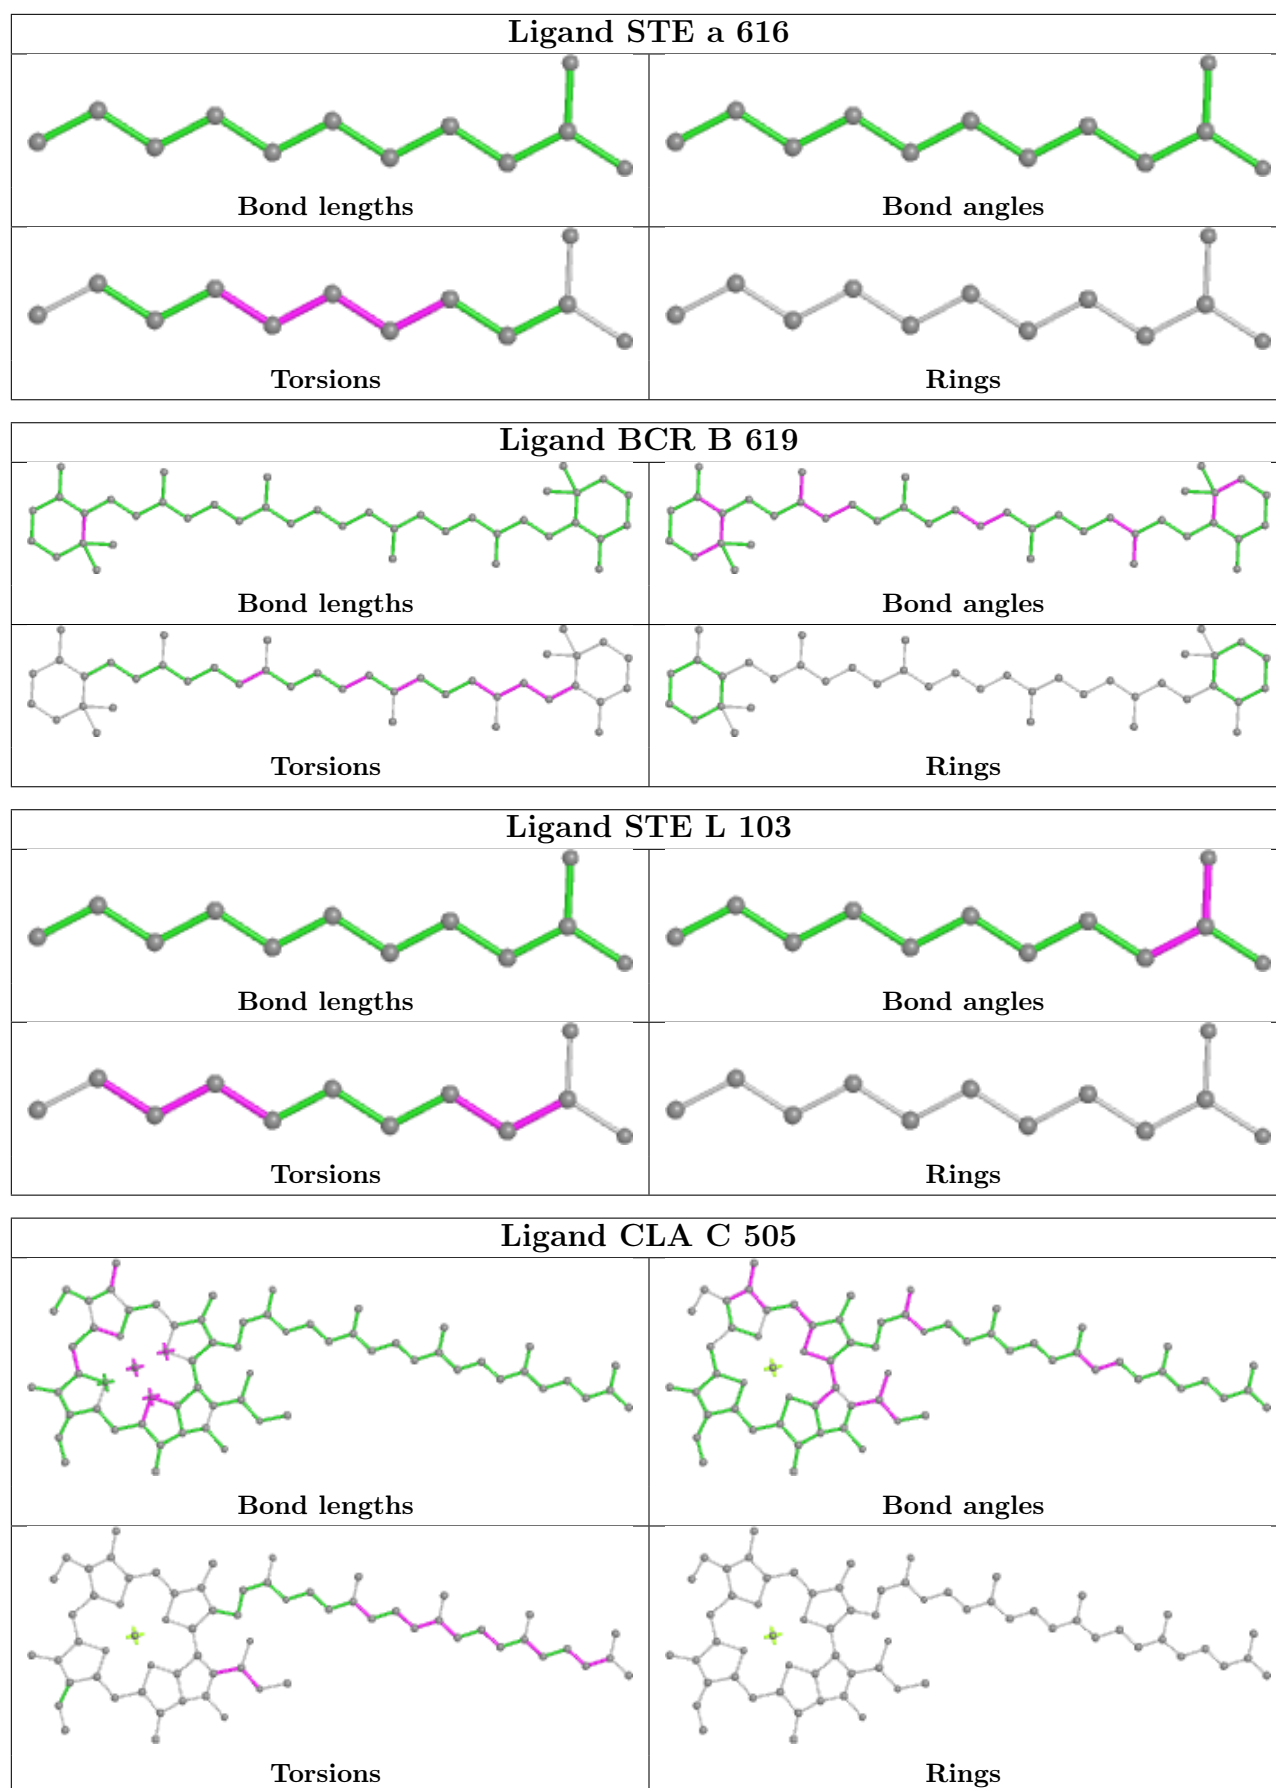 Ligand STE a 616
Bond lengths
Bond angles
Torsions
Rings
Ligand BCR B 619
Bond lengths
Bond angles
Torsions
Rings
Ligand STE L 103
Bond lengths
Bond angles
Torsions
Rings
Ligand CLA C 505
Bond lengths
Bond angles
Torsions
Rings